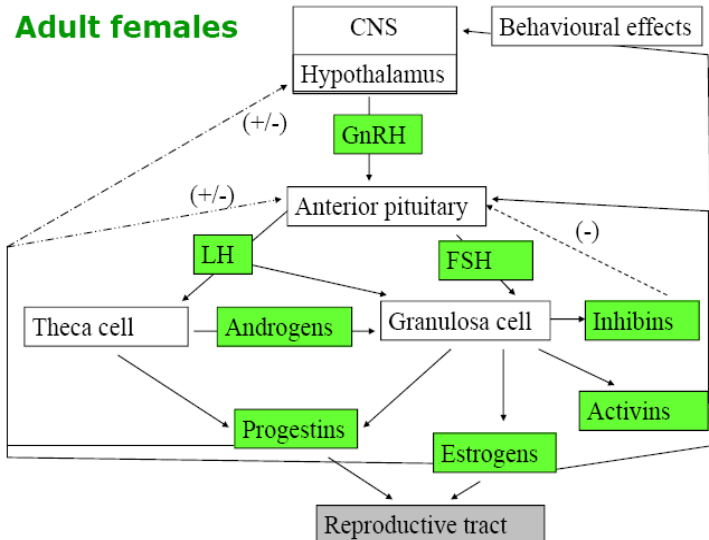 Adult females
CNS
Behavioural effects
Hypothalamus
(+/-)
GnRH
(+/-)
Anterior pituitary
(-)
LH
FSH
Theca cell
Androgens
Granulosa cell
Inhibins
Activins
Progestins
Estrogens
Reproductive tract